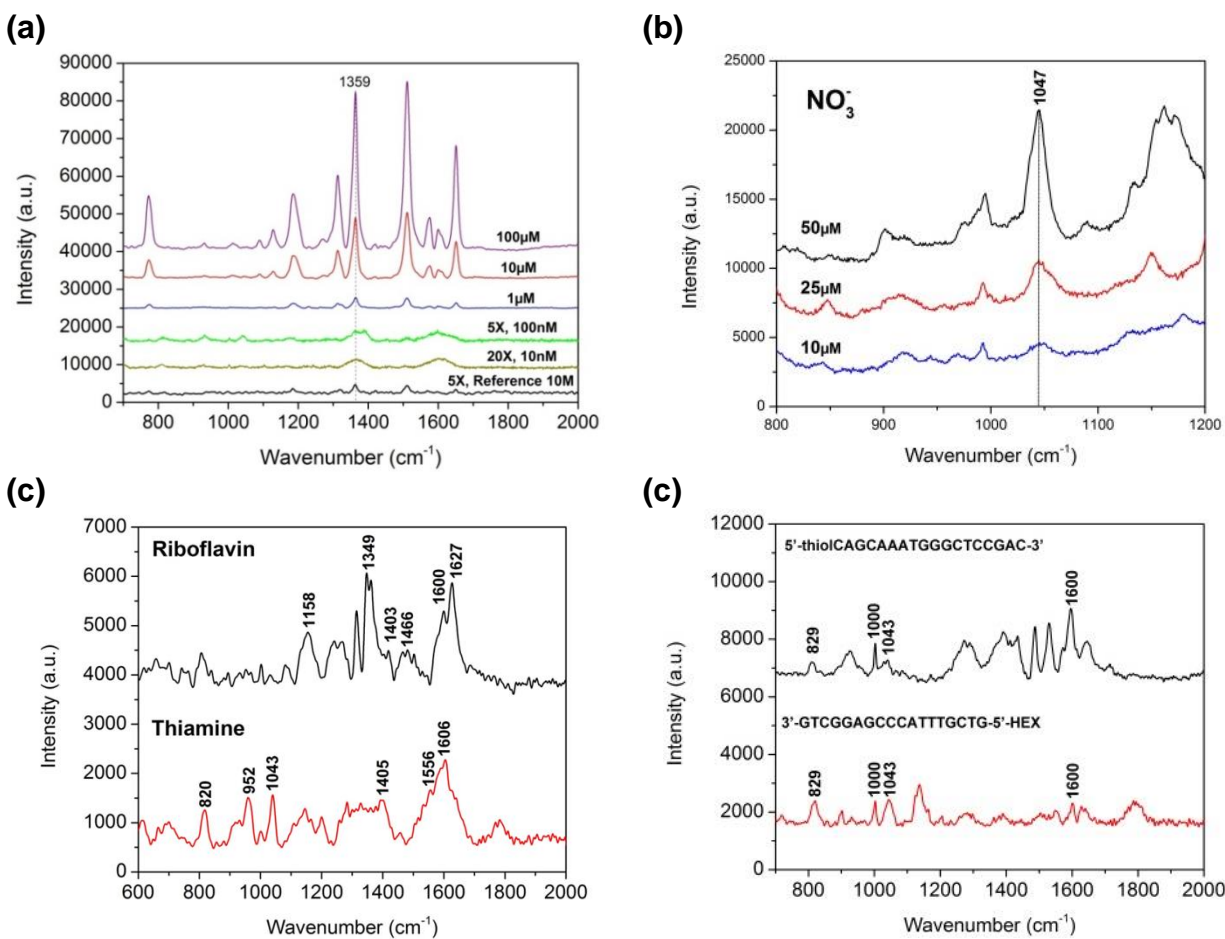 (a)
90000
80000
70000
60000
50000
40000
30000
20000
10000
0
Intensity (a.u.)
1359
100µM
10µM
1µM
5X, 100nM
20X, 10nM
5X, Reference 10M
800 1000 1200 1400 1600 1800 2000
Wavenumber (cm⁻¹)
(b)
25000
20000
15000
10000
5000
0
Intensity (a.u.)
NO₃⁻
1047
50µM
25µM
10µM
800 900 1000 1100 1200
Wavenumber (cm⁻¹)
(c)
7000
6000
5000
4000
3000
2000
1000
0
Intensity (a.u.)
Riboflavin
1158
1349
1403
1466
1600
1627
Thiamine
820
952
1043
1405
1556
1606
600 800 1000 1200 1400 1600 1800 2000
Wavenumber (cm⁻¹)
(c)
12000
10000
8000
6000
4000
2000
0
Intensity (a.u.)
5’-thiolCAGCAAATGGGCTCCGAC-3’
829
1000
1043
1600
3’-GTCGGAGCCCATTTGCTG-5’-HEX
829
1000
1043
1600
800 1000 1200 1400 1600 1800 2000
Wavenumber (cm⁻¹)